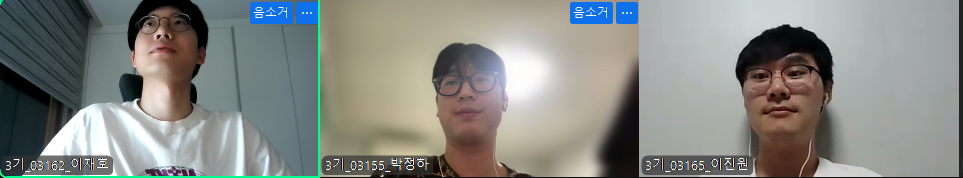 음소거 ...
음소거 ...
3기_03162_이재호
3기_03155_박정하
3기_03165_이진원